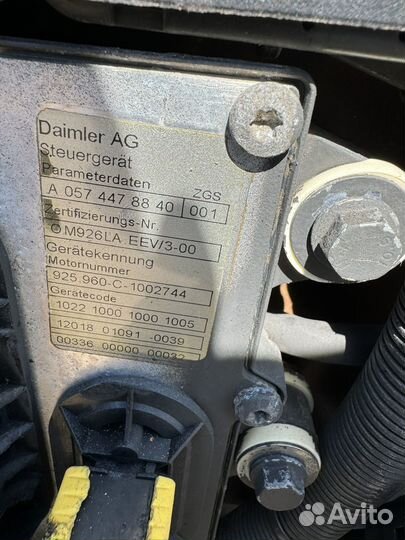 Daimler AG
Steuergerät
Parameterdaten ZGS
A 057 447 88 40 001
Zertifizierungs-Nr.
OM926LA EEV/3-00
Gerätekennung
Motornummer
925.960-C-1002744
Gerätecode
1022 1000 1000 1005
12018 01091 -0039
00336 00000 00032
Avito